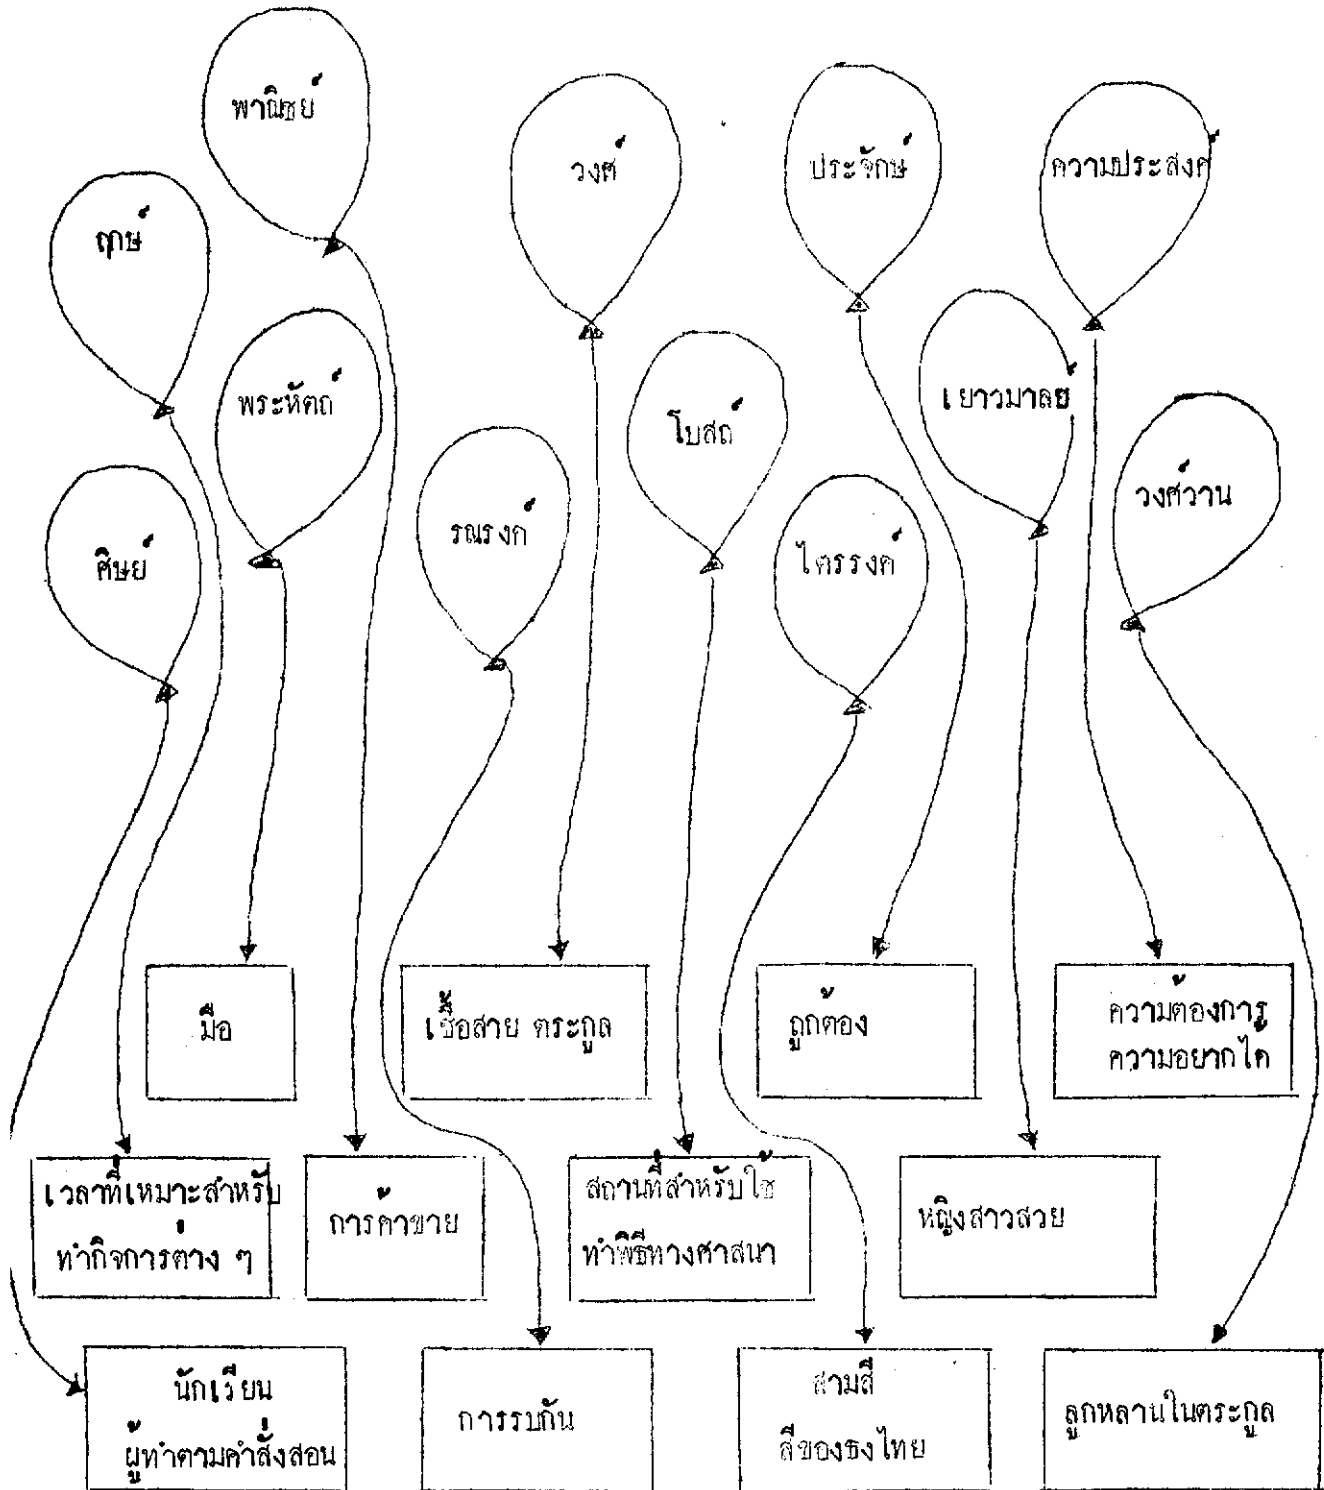 พาณิชย์
วงศ์
ประจักษ์
ความประสงค์
ฤกษ์
พระหัตถ์
โบสถ์
เยาวมาลย์
วงศ์วาน
ศิษย์
รณรงค์
ไตรรงค์
มือ
เชื้อสาย ตระกูล
ถูกต้อง
ความต้องการ
ความอยากได้
เวลาที่เหมาะสำหรับ
ทำกิจการต่าง ๆ
การค้าขาย
สถานที่สำหรับใช้
ทำพิธีทางศาสนา
หญิงสาวสวย
นักเรียน
ผู้ทำตามคำสั่งสอน
การรบกัน
สามสี
สีของธงไทย
ลูกหลานในตระกูล